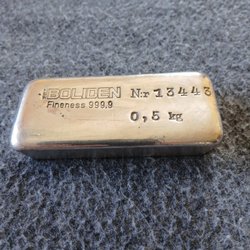 BOLIDEN Nr 13443
Fineness 999,9
0,5 kg